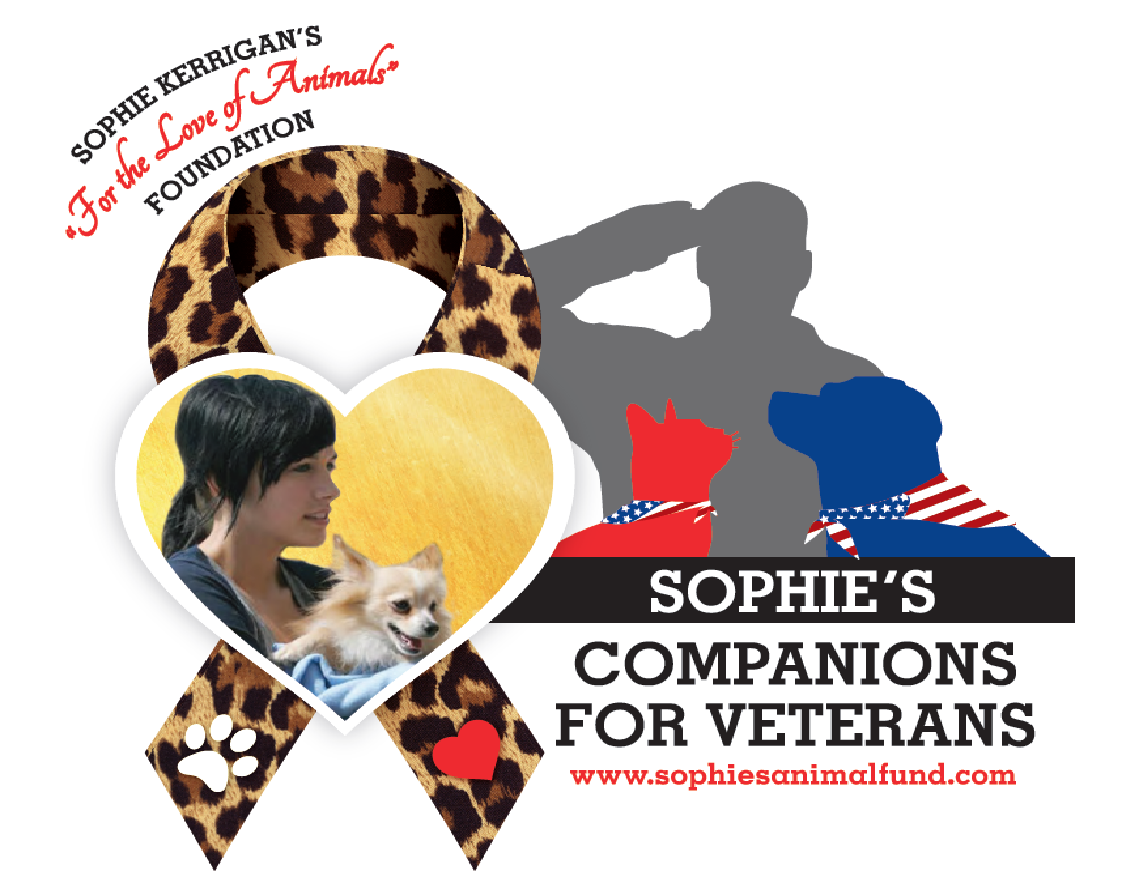 SOPHIE KERRIGAN'S
"For the Love of Animals"
FOUNDATION
SOPHIE'S
COMPANIONS
FOR VETERANS
www.sophiesanimalfund.com